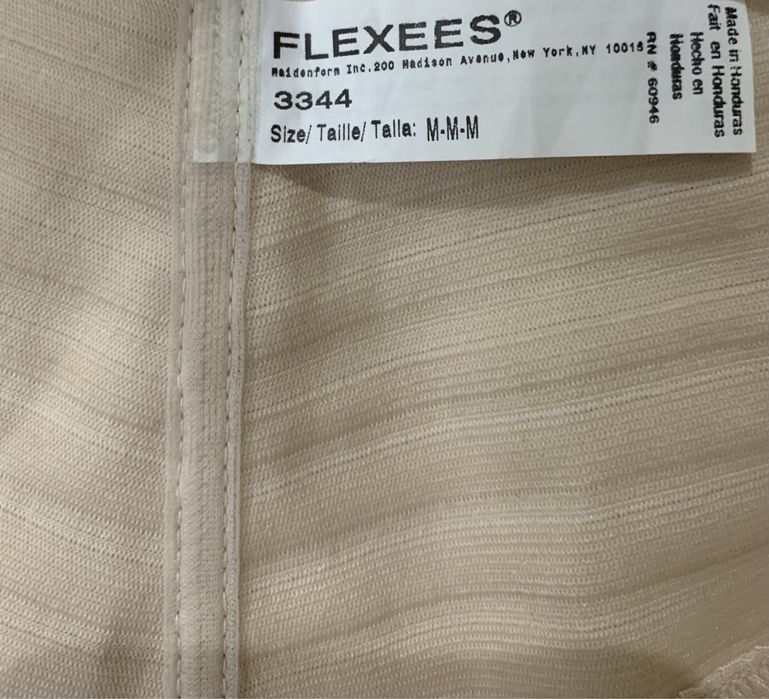 FLEXEES®
Maidenform Inc.200 Madison Avenue,New York,NY 10016
3344
Size/Taille/Talla: M-M-M
Made in Honduras
Fait en Honduras
Hecho en
Honduras
RN # 60946